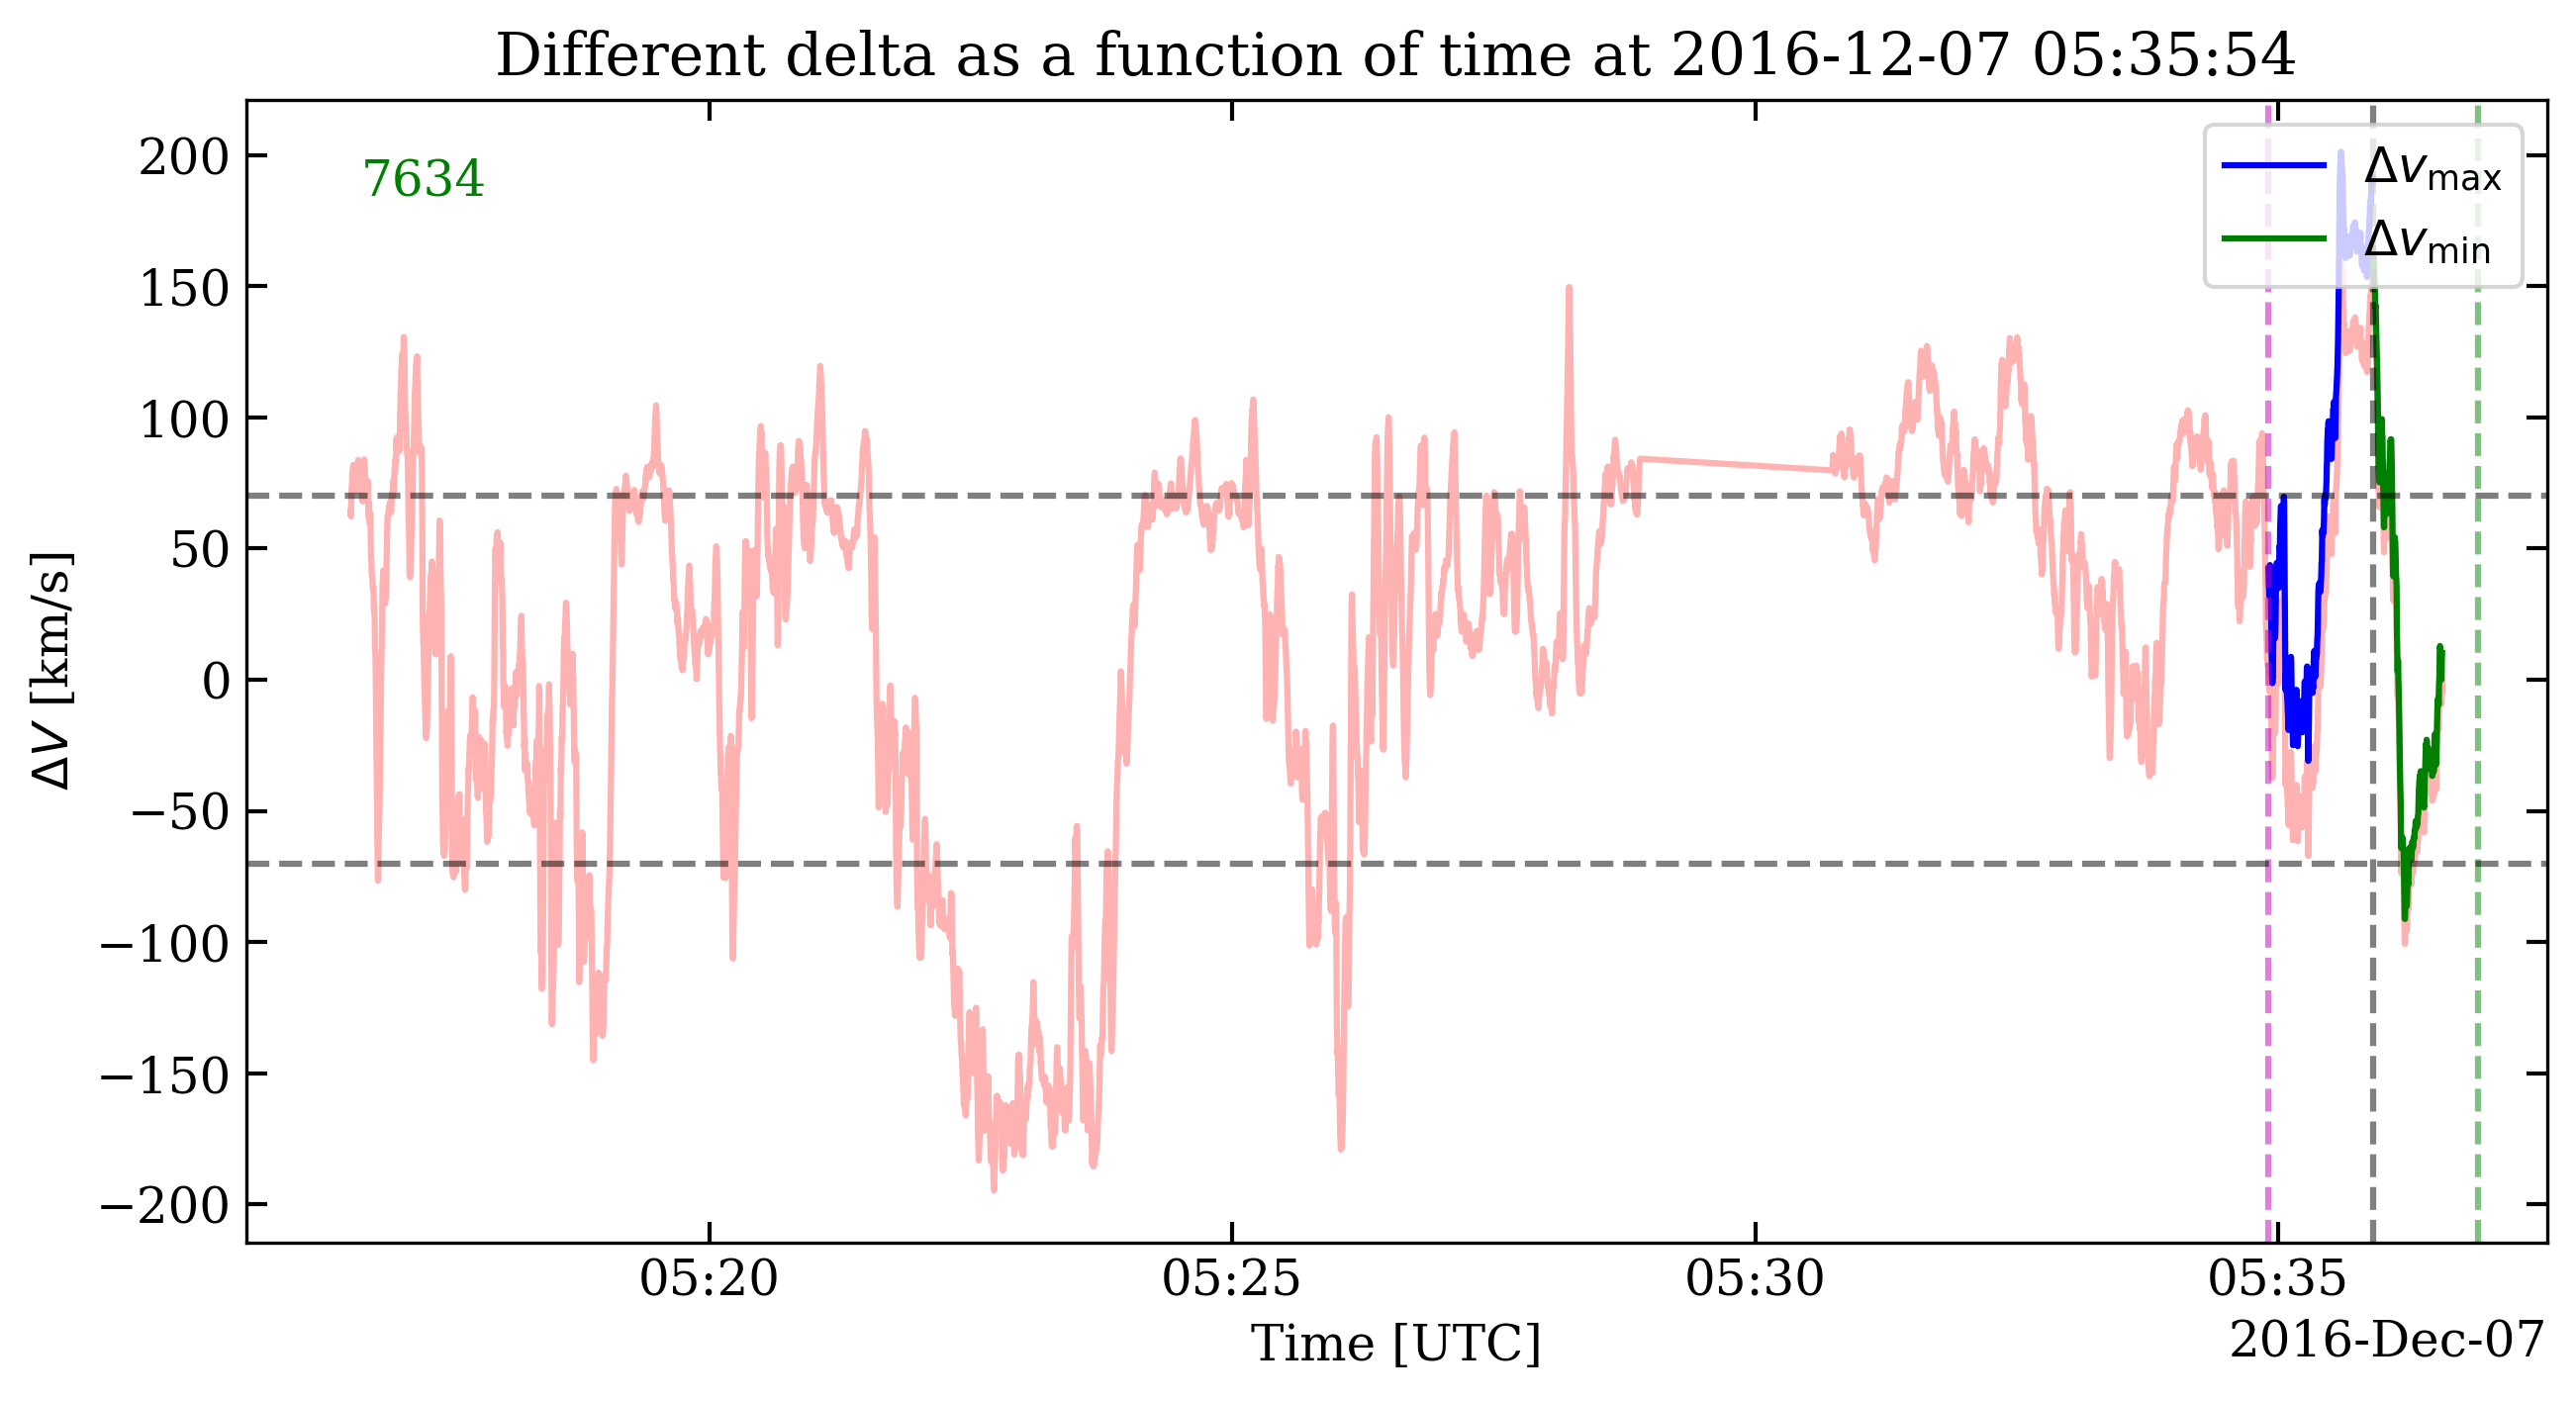 Different delta as a function of time at 2016-12-07 05:35:54
7634
Δv_max
Δv_min
200
150
100
50
0
−50
−100
−150
−200
ΔV [km/s]
05:20 05:25 05:30 05:35
Time [UTC]
2016-Dec-07